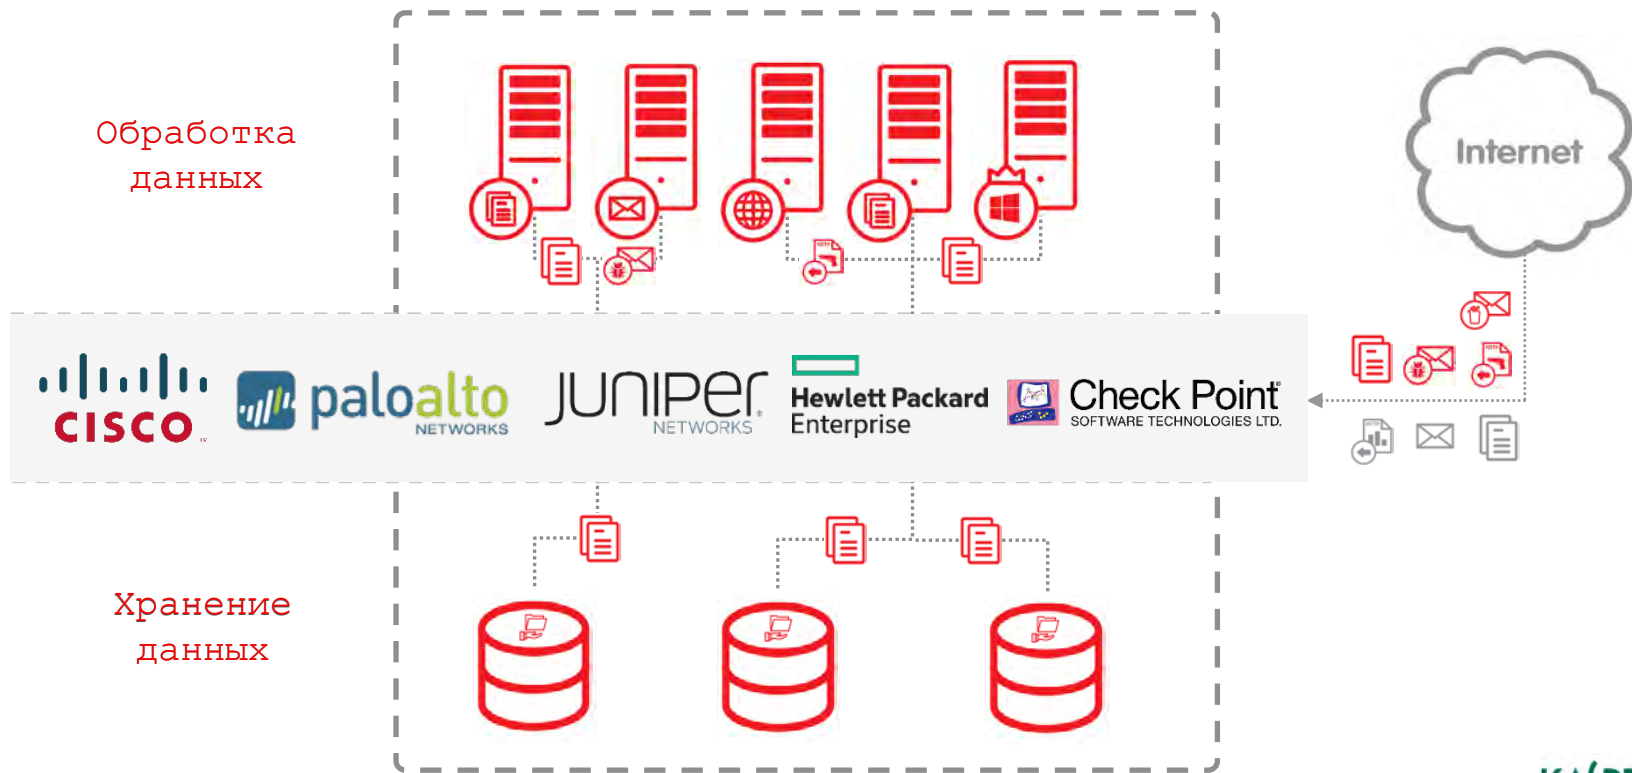 Обработка
данных
Internet
CISCO
paloalto
NETWORKS
JUNIPER
NETWORKS
Hewlett Packard
Enterprise
Check Point
SOFTWARE TECHNOLOGIES LTD.
Хранение
данных